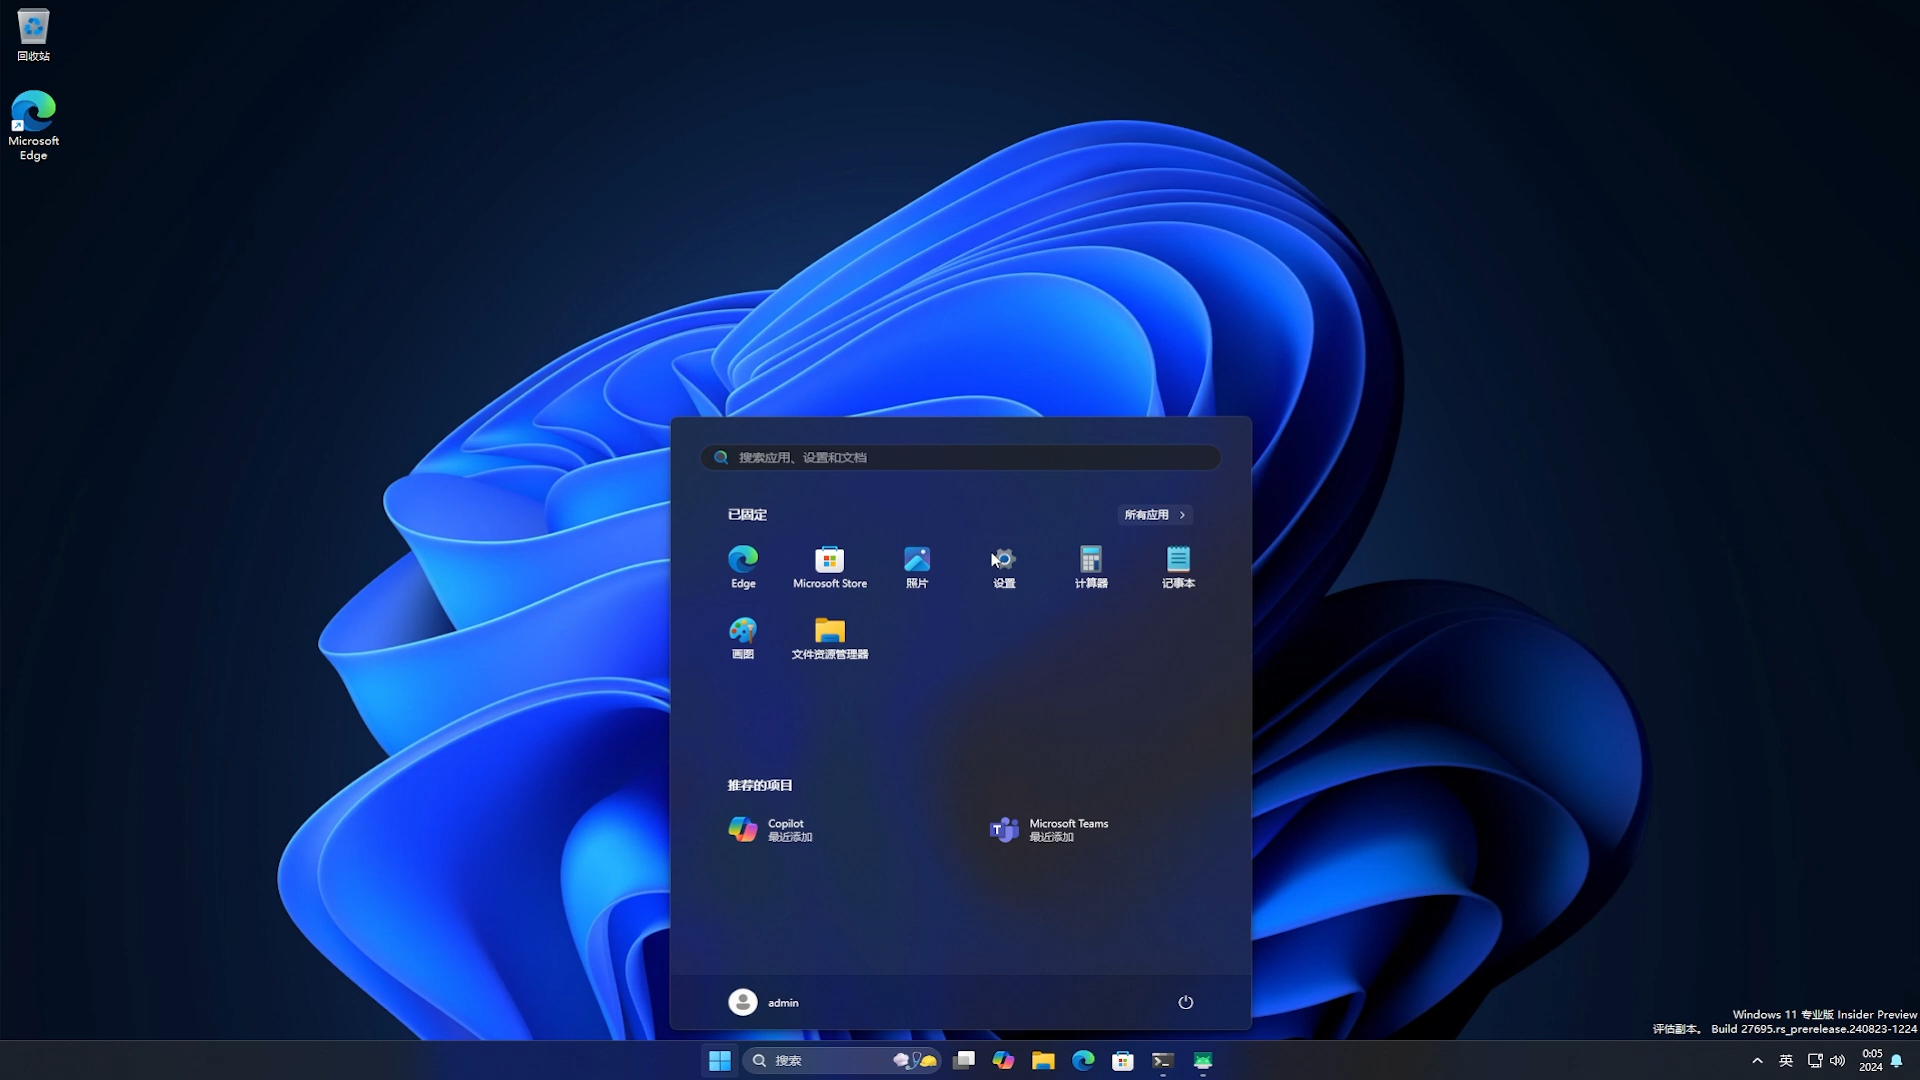 回收站
Microsoft
Edge
搜索应用、设置和文档
已固定
所有应用
Edge
Microsoft Store
照片
设置
计算器
记事本
画图
文件资源管理器
推荐的项目
Copilot
最近添加
Microsoft Teams
最近添加
admin
Windows 11 专业版 Insider Preview
评估副本。 Build 27695.rs_prerelease.240823-1224
搜索
英
0:05
2024